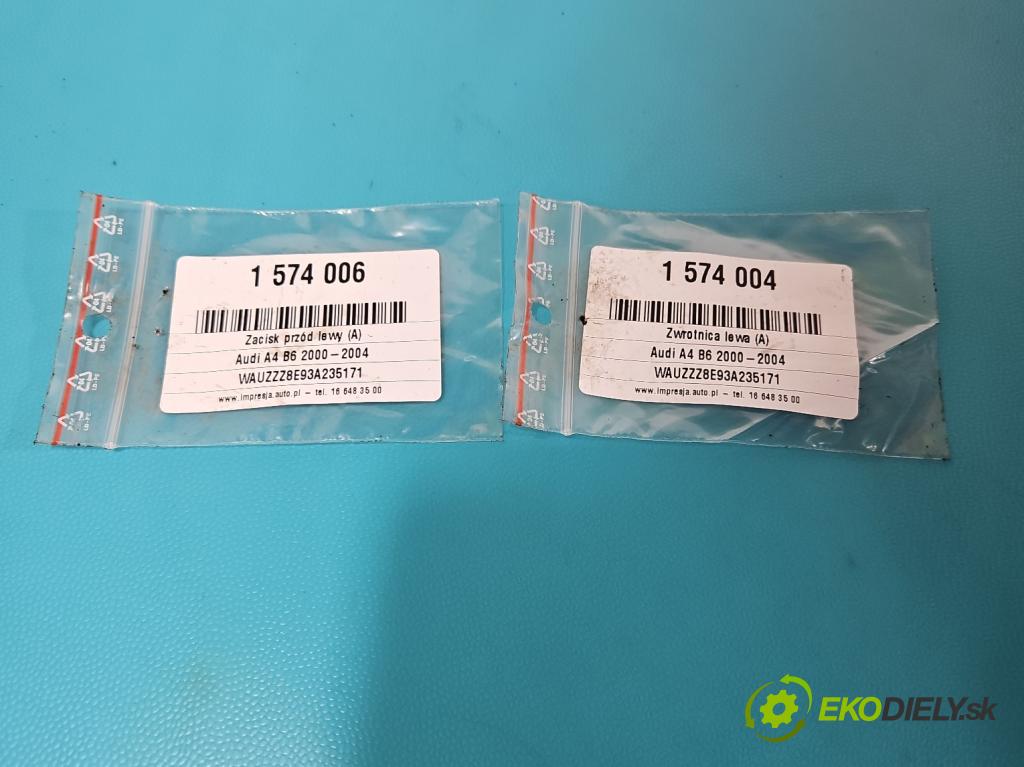 1 574 006
Zacisk przód lewy (A)
Audi A4 B6 2000 – 2004
WAUZZZ8E93A235171
www.impresja.auto.pl – tel. 16 648 35 00
1 574 004
Zwrotnica lewa (A)
Audi A4 B6 2000 – 2004
WAUZZZ8E93A235171
www.impresja.auto.pl – tel. 16 648 35 00
EKODIELY.sk